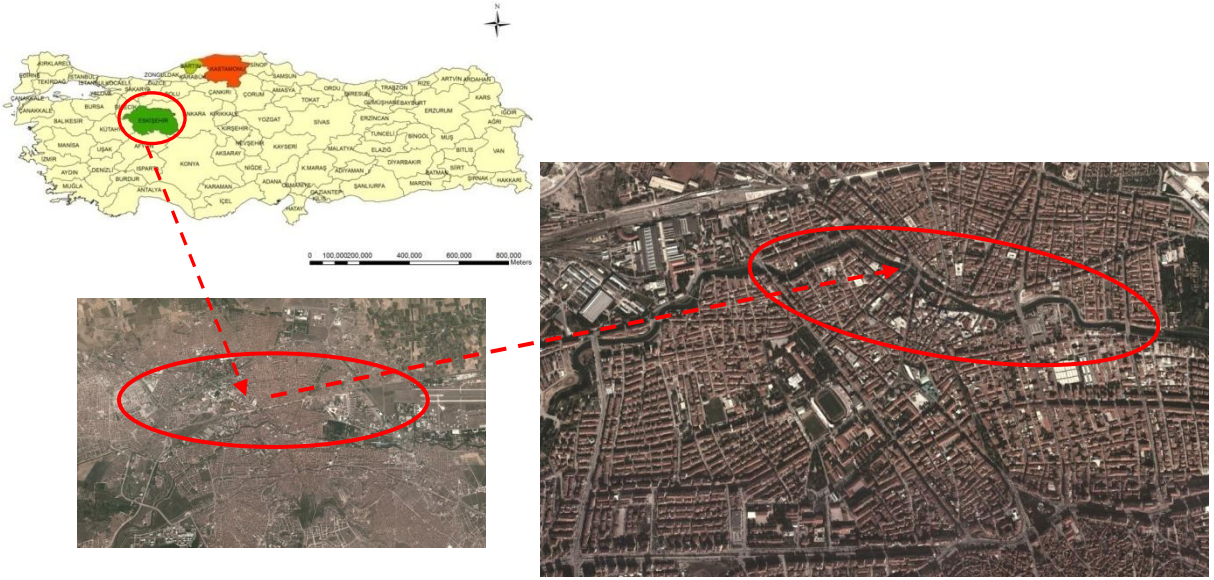 N
KIRKLARELİ
EDİRNE
TEKİRDAĞ
İSTANBUL
İSTANBUL
KOCAELİ
YALOVA
SAKARYA
DÜZCE
ZONGULDAK
BARTIN
KARABÜK
KASTAMONU
SİNOP
SAMSUN
BOLU
ÇANKIRI
ÇORUM
AMASYA
ORDU
GİRESUN
TRABZON
RİZE
ARTVİN
ARDAHAN
ÇANAKKALE
ÇANAKKALE
BURSA
BİLECİK
ESKİŞEHİR
ANKARA
KIRIKKALE
YOZGAT
TOKAT
SİVAS
GÜMÜŞHANE
BAYBURT
ERZİNCAN
ERZURUM
KARS
IĞDIR
AĞRI
BALIKESİR
KÜTAHY
KIRŞEHİR
NEVŞEHİR
KAYSERİ
TUNCELİ
BİNGÖL
MUŞ
BİTLİS
VAN
MANİSA
UŞAK
AFYON
KONYA
AKSARAY
NİĞDE
MALATYA
ELAZIĞ
DİYARBAKIR
BATMAN
SİİRT
İZMİR
AYDIN
DENİZLİ
ISPARTA
BURDUR
K.MARAŞ
ADIYAMAN
ŞANLIURFA
MARDİN
ŞIRNAK
HAKKARİ
MUĞLA
ANTALYA
KARAMAN
İÇEL
ADANA
OSMANİYE
GAZİANTEP
KİLİS
HATAY
0 100,000200,000 400,000 600,000 800,000
Meters